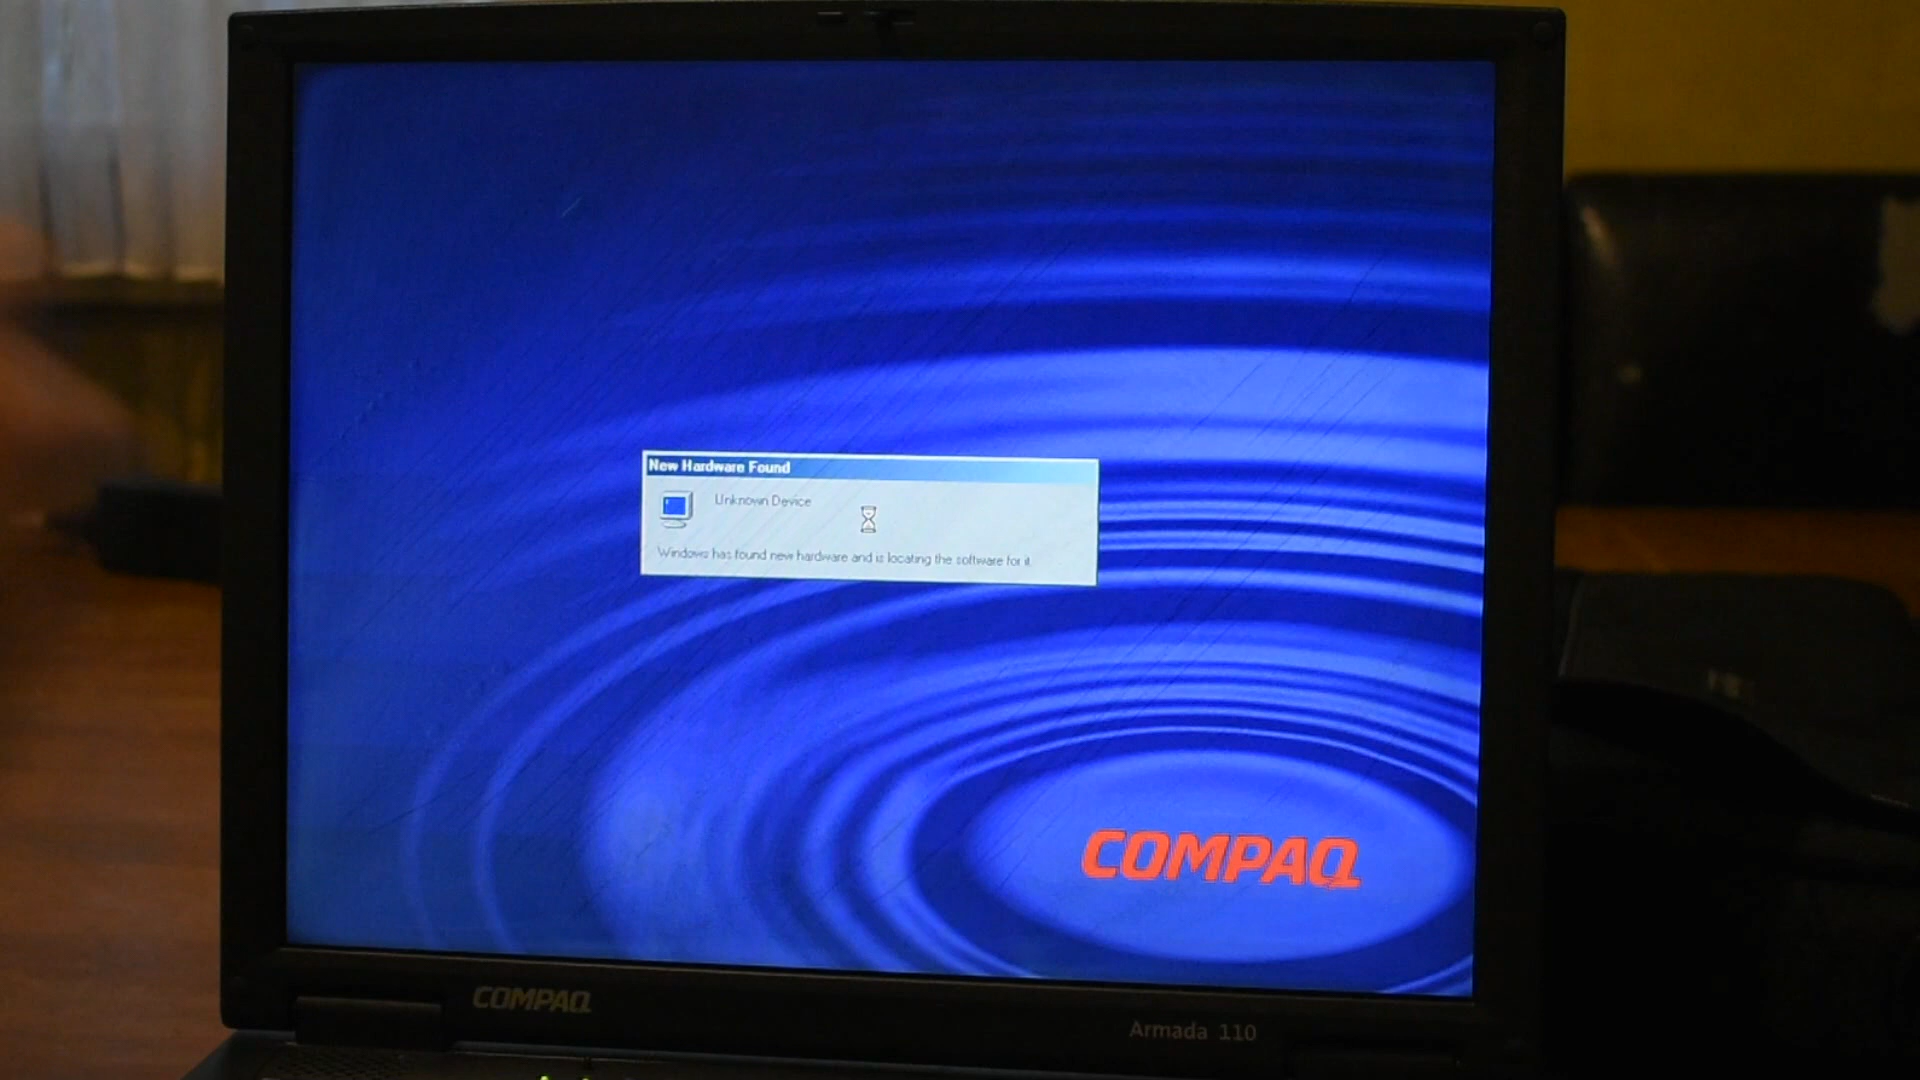 New Hardware Found
Unknown Device
Windows has found new hardware and is locating the software for it.
COMPAQ
COMPAQ
Armada 110